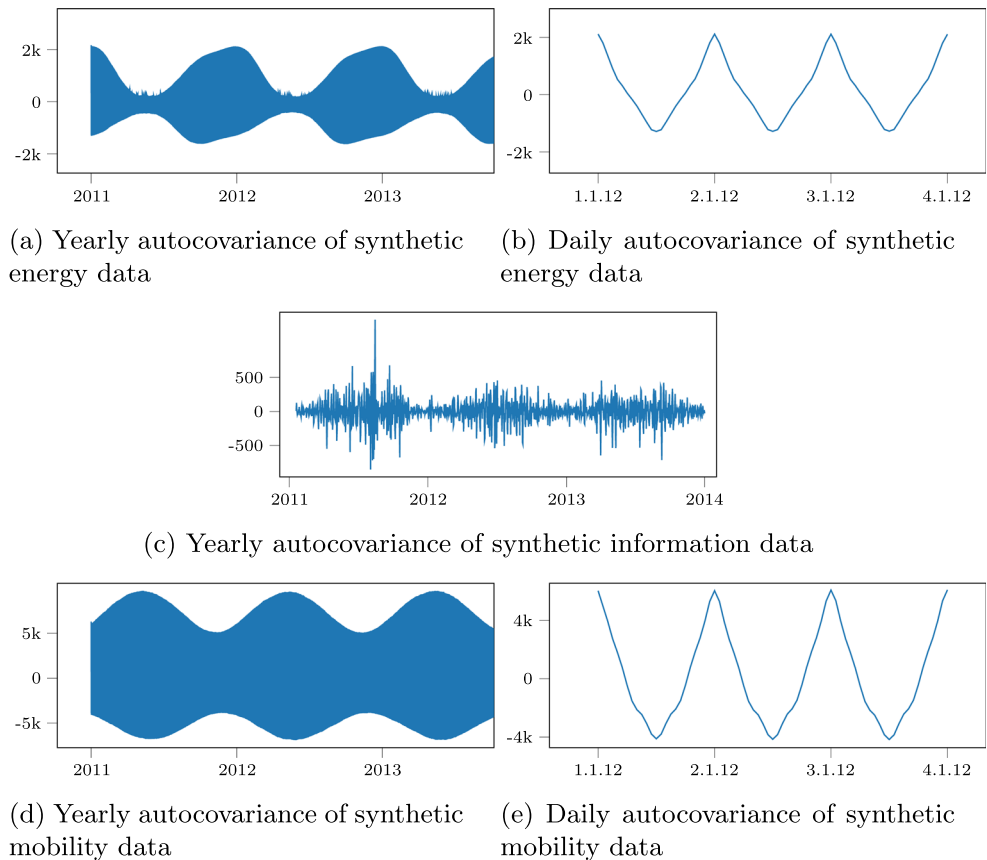 2k
0
-2k
2011
2012
2013
2k
0
-2k
1.1.12
2.1.12
3.1.12
4.1.12
(a) Yearly autocovariance of synthetic
energy data
(b) Daily autocovariance of synthetic
energy data
500
0
-500
2011
2012
2013
2014
(c) Yearly autocovariance of synthetic information data
5k
0
-5k
2011
2012
2013
4k
0
-4k
1.1.12
2.1.12
3.1.12
4.1.12
(d) Yearly autocovariance of synthetic
mobility data
(e) Daily autocovariance of synthetic
mobility data